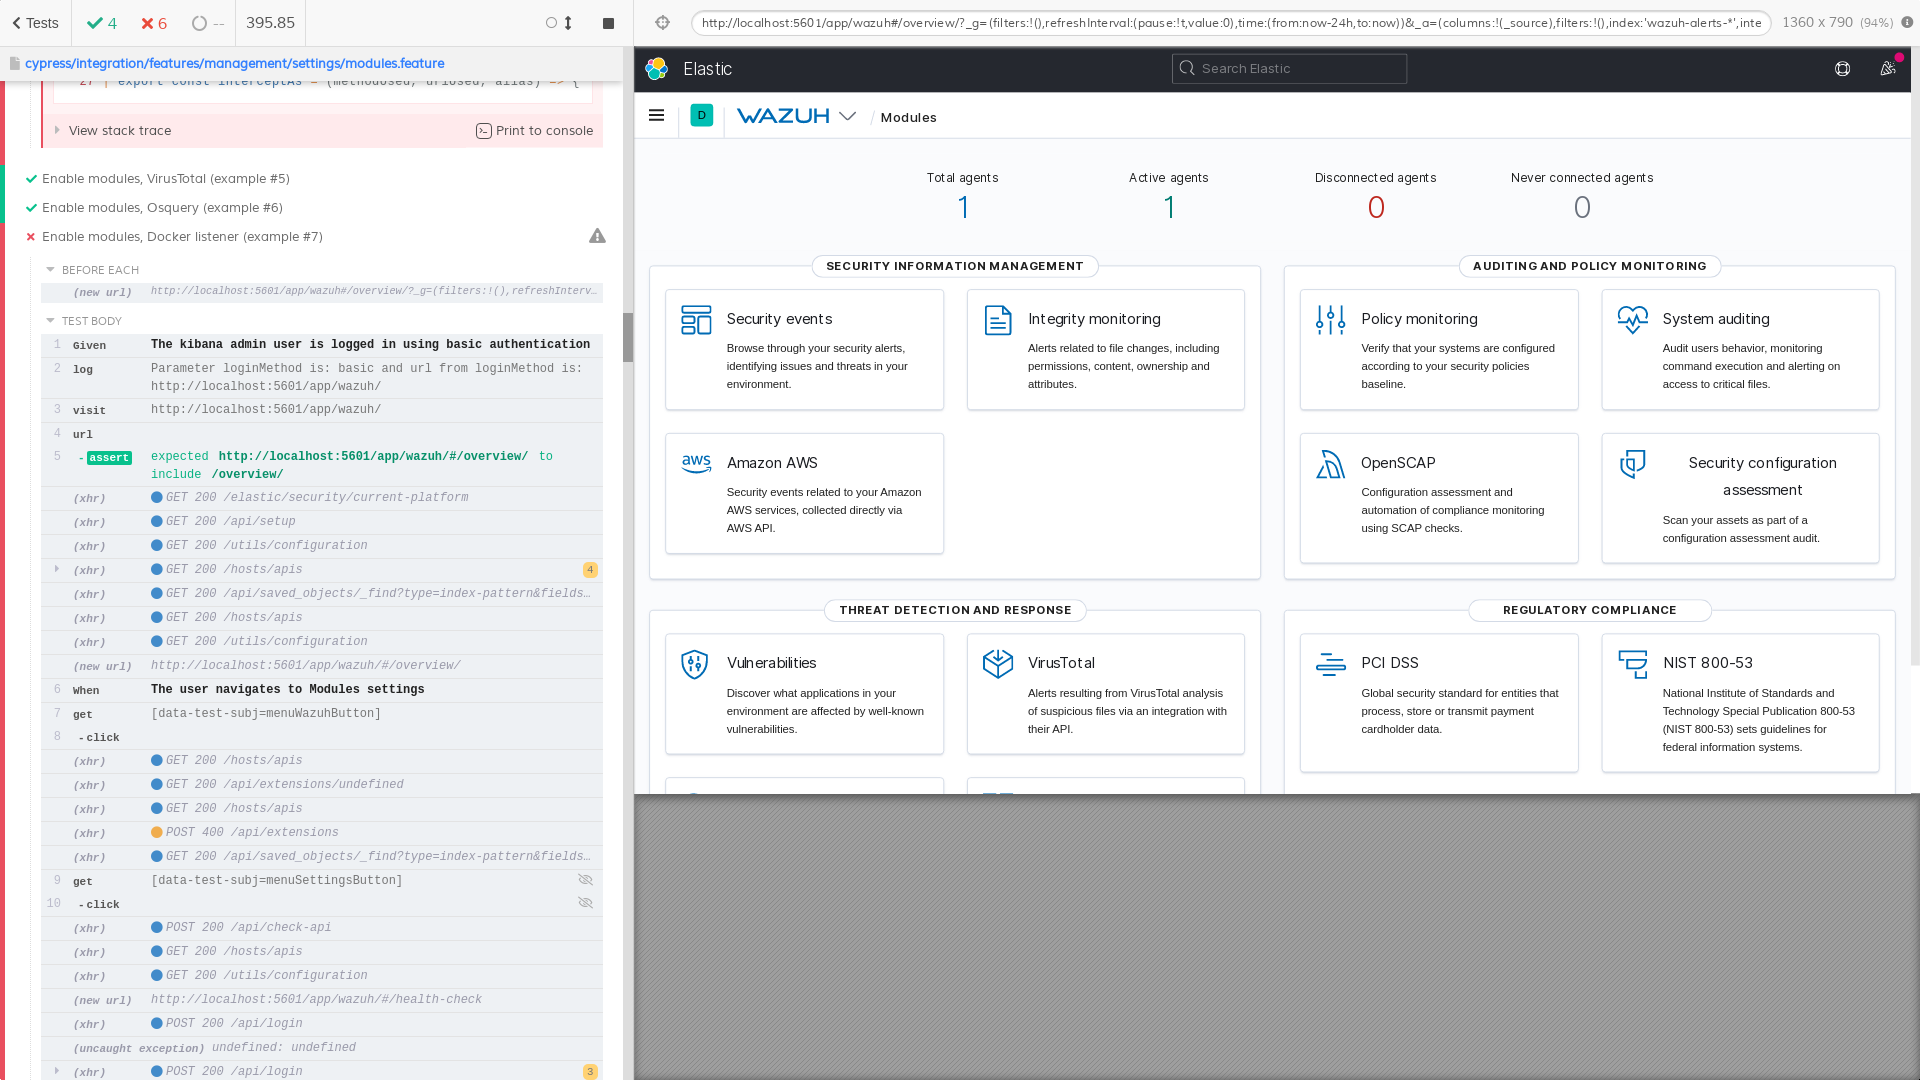 Tests
4
6
--
395.85
cypress/integration/features/management/settings/modules.feature
27 | export const interceptAs = (methodUsed, urlUsed, alias) => {
View stack trace
Print to console
Enable modules, VirusTotal (example #5)
Enable modules, Osquery (example #6)
Enable modules, Docker listener (example #7)
BEFORE EACH
(new url) http://localhost:5601/app/wazuh#/overview/?_g=(filters:!(),refreshInterv…
TEST BODY
1 Given The kibana admin user is logged in using basic authentication
2 log Parameter loginMethod is: basic and url from loginMethod is:
http://localhost:5601/app/wazuh/
3 visit http://localhost:5601/app/wazuh/
4 url
5 -assert expected http://localhost:5601/app/wazuh/#/overview/ to
include /overview/
(xhr) GET 200 /elastic/security/current-platform
(xhr) GET 200 /api/setup
(xhr) GET 200 /utils/configuration
(xhr) GET 200 /hosts/apis 4
(xhr) GET 200 /api/saved_objects/_find?type=index-pattern&fields…
(xhr) GET 200 /hosts/apis
(xhr) GET 200 /utils/configuration
(new url) http://localhost:5601/app/wazuh/#/overview/
6 When The user navigates to Modules settings
7 get [data-test-subj=menuWazuhButton]
8 -click
(xhr) GET 200 /hosts/apis
(xhr) GET 200 /api/extensions/undefined
(xhr) GET 200 /hosts/apis
(xhr) POST 400 /api/extensions
(xhr) GET 200 /api/saved_objects/_find?type=index-pattern&fields…
9 get [data-test-subj=menuSettingsButton]
10 -click
(xhr) POST 200 /api/check-api
(xhr) GET 200 /hosts/apis
(xhr) GET 200 /utils/configuration
(new url) http://localhost:5601/app/wazuh/#/health-check
(xhr) POST 200 /api/login
(uncaught exception) undefined: undefined
(xhr) POST 200 /api/login 3
http://localhost:5601/app/wazuh#/overview/?_g=(filters:!(),refreshInterval:(pause:!t,value:0),time:(from:now-24h,to:now))&_a=(columns:!(_source),filters:!(),index:'wazuh-alerts-*',inte
1360 x 790 (94%)
Elastic
Search Elastic
D
WAZUH
/ Modules
Total agents
1
Active agents
1
Disconnected agents
0
Never connected agents
0
SECURITY INFORMATION MANAGEMENT
Security events
Browse through your security alerts,
identifying issues and threats in your
environment.
Integrity monitoring
Alerts related to file changes, including
permissions, content, ownership and
attributes.
aws
Amazon AWS
Security events related to your Amazon
AWS services, collected directly via
AWS API.
AUDITING AND POLICY MONITORING
Policy monitoring
Verify that your systems are configured
according to your security policies
baseline.
System auditing
Audit users behavior, monitoring
command execution and alerting on
access to critical files.
OpenSCAP
Configuration assessment and
automation of compliance monitoring
using SCAP checks.
Security configuration
assessment
Scan your assets as part of a
configuration assessment audit.
THREAT DETECTION AND RESPONSE
Vulnerabilities
Discover what applications in your
environment are affected by well-known
vulnerabilities.
VirusTotal
Alerts resulting from VirusTotal analysis
of suspicious files via an integration with
their API.
REGULATORY COMPLIANCE
PCI DSS
Global security standard for entities that
process, store or transmit payment
cardholder data.
NIST 800-53
National Institute of Standards and
Technology Special Publication 800-53
(NIST 800-53) sets guidelines for
federal information systems.